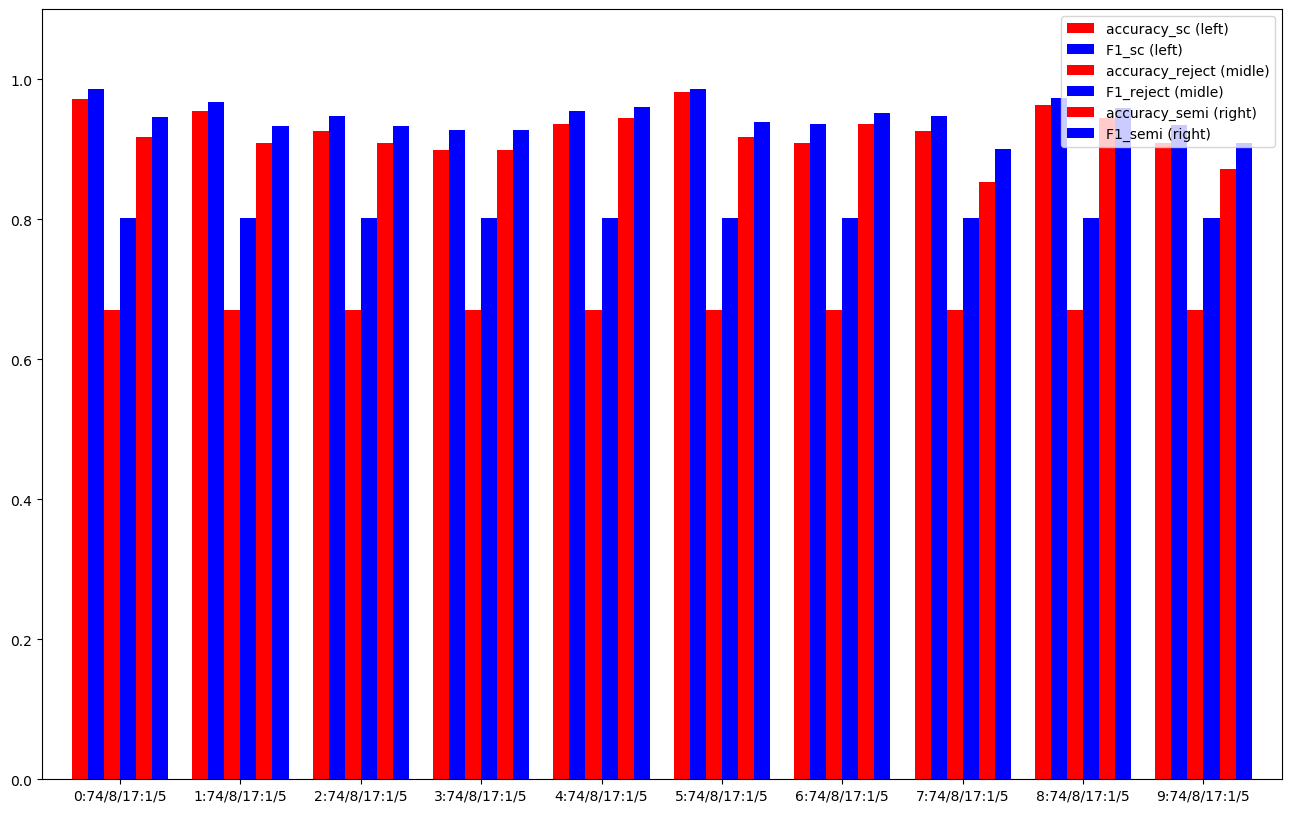 accuracy_sc (left)
F1_sc (left)
accuracy_reject (midle)
F1_reject (midle)
accuracy_semi (right)
F1_semi (right)
1.0
0.8
0.6
0.4
0.2
0.0
0:74/8/17:1/5 1:74/8/17:1/5 2:74/8/17:1/5 3:74/8/17:1/5 4:74/8/17:1/5 5:74/8/17:1/5 6:74/8/17:1/5 7:74/8/17:1/5 8:74/8/17:1/5 9:74/8/17:1/5